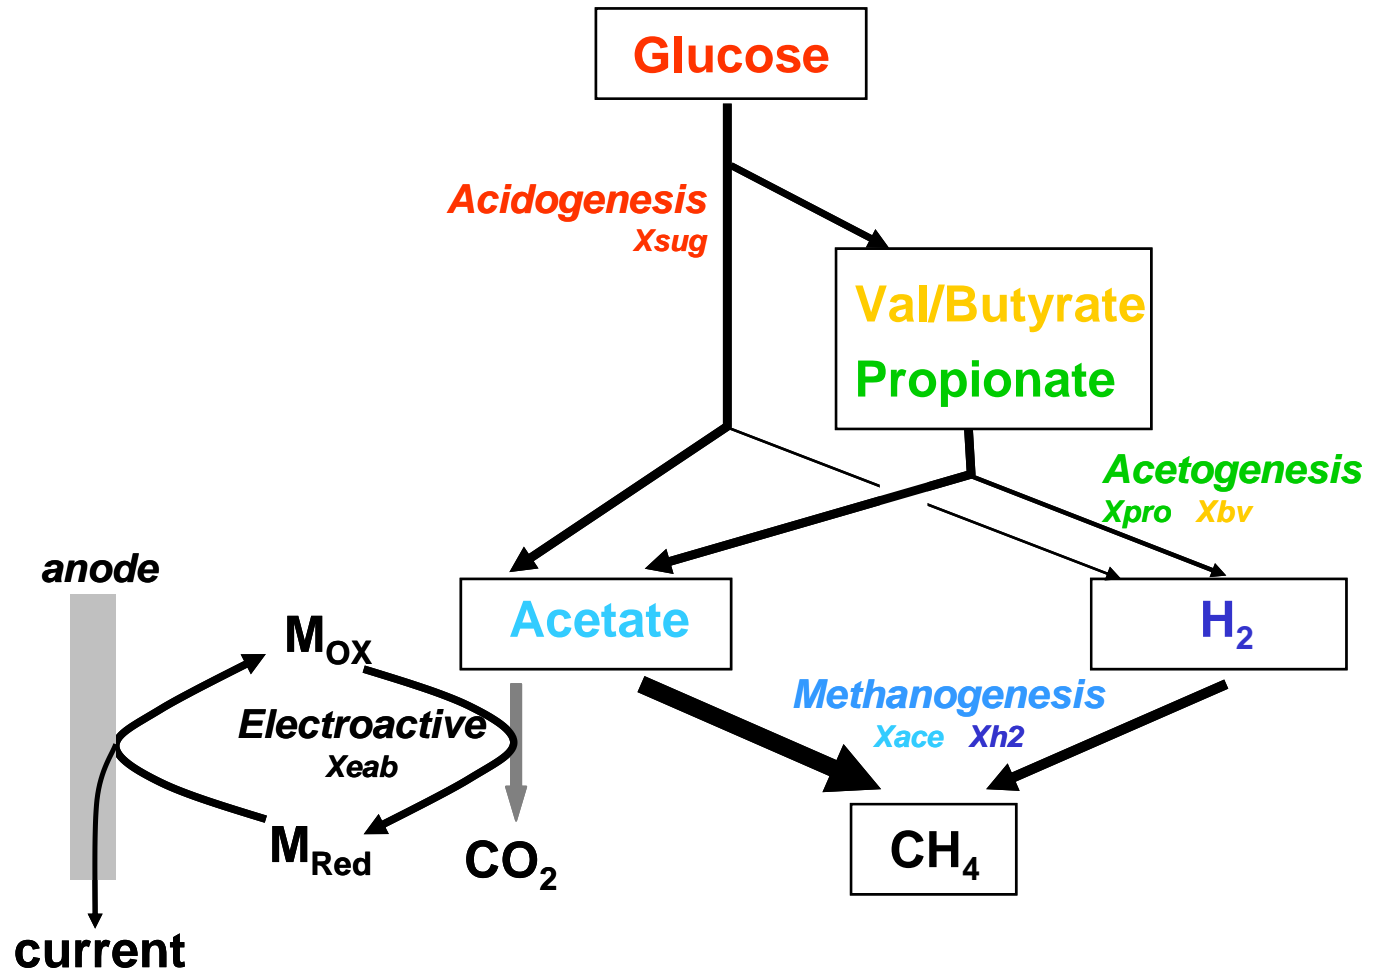 Glucose
Acidogenesis
Xsug
Val/Butyrate
Propionate
Acetogenesis
Xpro Xbv
anode
Acetate
H2
MOX
Methanogenesis
Xace Xh2
Electroactive
Xeab
MRed
CO2
CH4
current